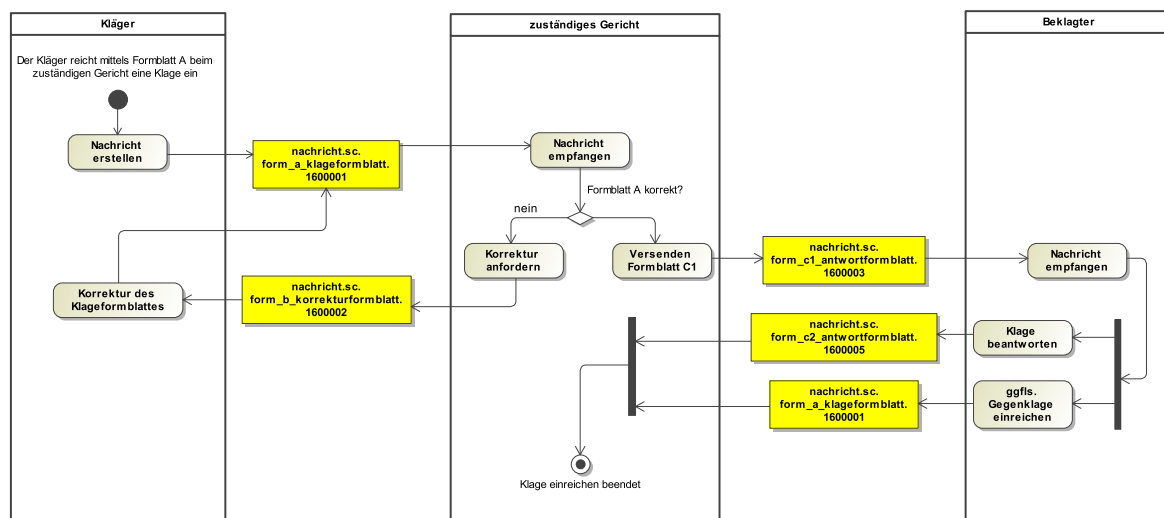 Kläger
zuständiges Gericht
Beklagter
Der Kläger reicht mittels Formblatt A beim
zuständigen Gericht eine Klage ein
Nachricht
erstellen
nachricht.sc.
form_a_klageformblatt.
1600001
Nachricht
empfangen
Formblatt A korrekt?
nein
Korrektur
anfordern
Versenden
Formblatt C1
nachricht.sc.
form_c1_antwortformblatt.
1600003
Nachricht
empfangen
Korrektur des
Klageformblattes
nachricht.sc.
form_b_korrekturformblatt.
1600002
nachricht.sc.
form_c2_antwortformblatt.
1600005
Klage
beantworten
nachricht.sc.
form_a_klageformblatt.
1600001
ggfls.
Gegenklage
einreichen
Klage einreichen beendet